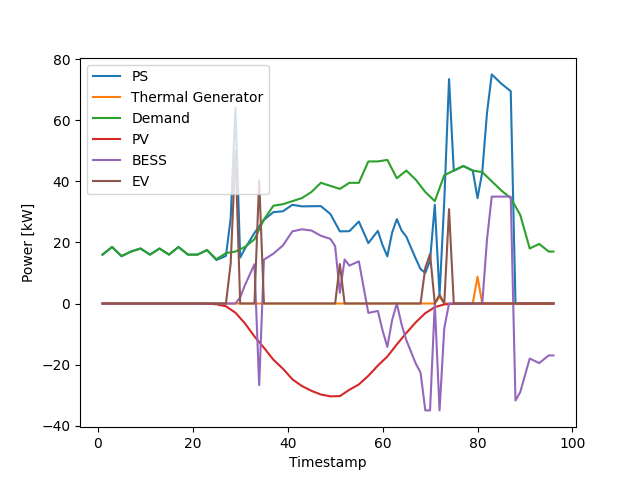 80
60
40
20
0
−20
−40
Power [kW]
PS
Thermal Generator
Demand
PV
BESS
EV
0 20 40 60 80 100
Timestamp